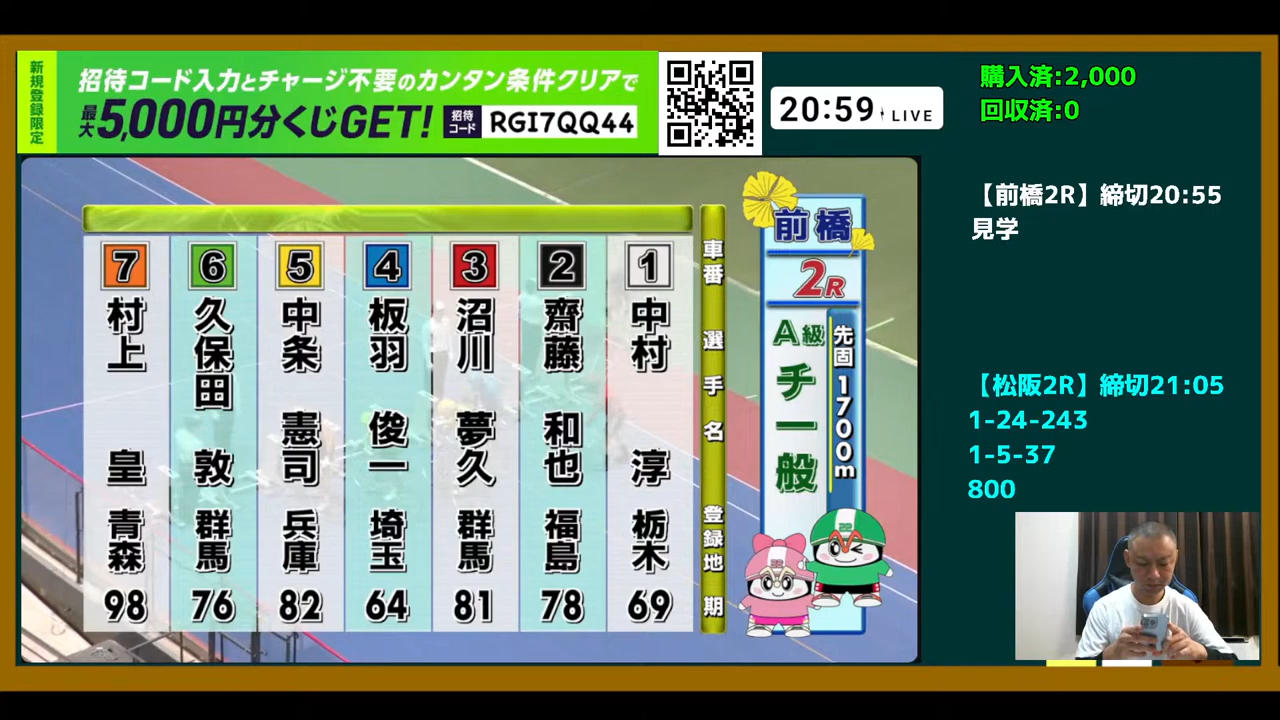 新規登録限定
招待コード入力とチャージ不要のカンタン条件クリアで
最大5,000円分くじGET! 招待コード RGI7QQ44
20:59 LIVE
購入済:2,000
回収済:0
【前橋2R】締切20:55
見学
【松阪2R】締切21:05
1-24-243
1-5-37
800
前橋
2R
A級チ一般
先固1700m
車番 選手名 登録地 期
1 中村 淳 栃木 69
2 齋藤 和也 福島 78
3 沼川 夢久 群馬 81
4 板羽 俊一 埼玉 64
5 中条 憲司 兵庫 82
6 久保田 敦 群馬 76
7 村上 皇 青森 98